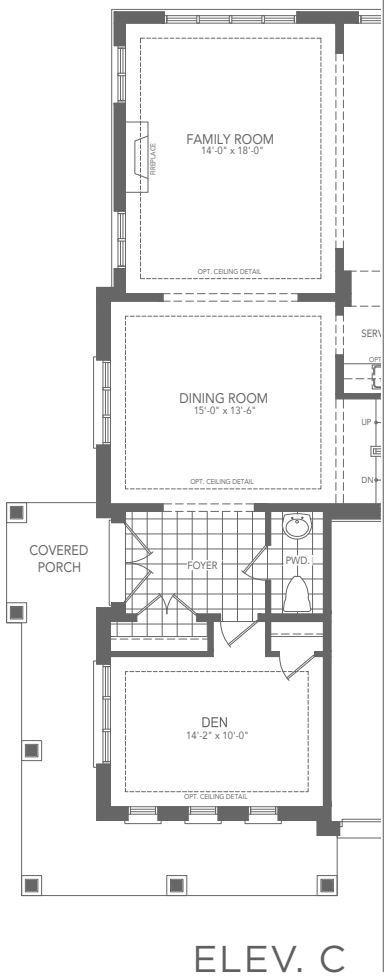 FAMILY ROOM
14'-0" x 18'-0"
FIREPLACE
OPT. CEILING DETAIL
SERV
OPT
DINING ROOM
15'-0" x 13'-6"
UP
OPT. CEILING DETAIL
DN
COVERED
PORCH
FOYER
PWD.
DEN
14'-2" x 10'-0"
OPT. CEILING DETAIL
ELEV. C